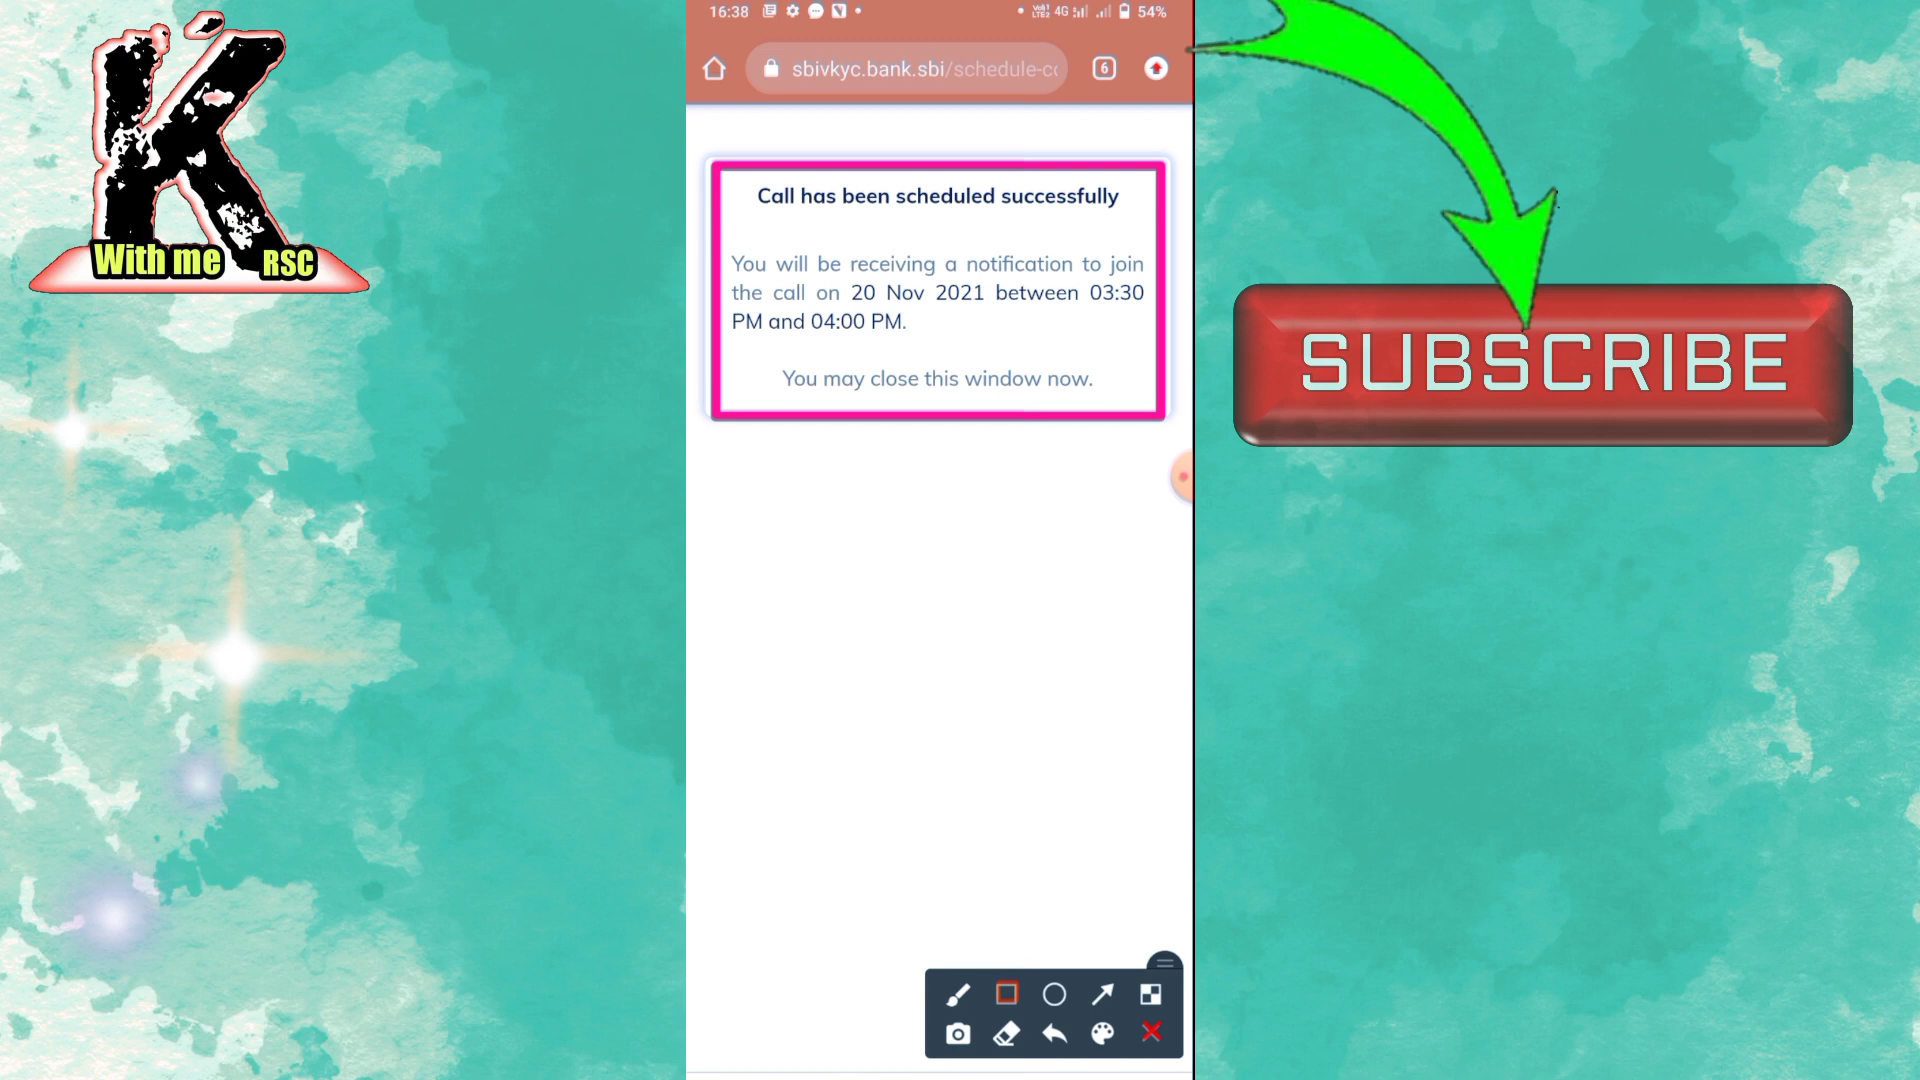 K
With me RSC
16:38
4G 54%
sbivkyc.bank.sbi/schedule-c
6
Call has been scheduled successfully
You will be receiving a notification to join
the call on 20 Nov 2021 between 03:30
PM and 04:00 PM.
You may close this window now.
SUBSCRIBE